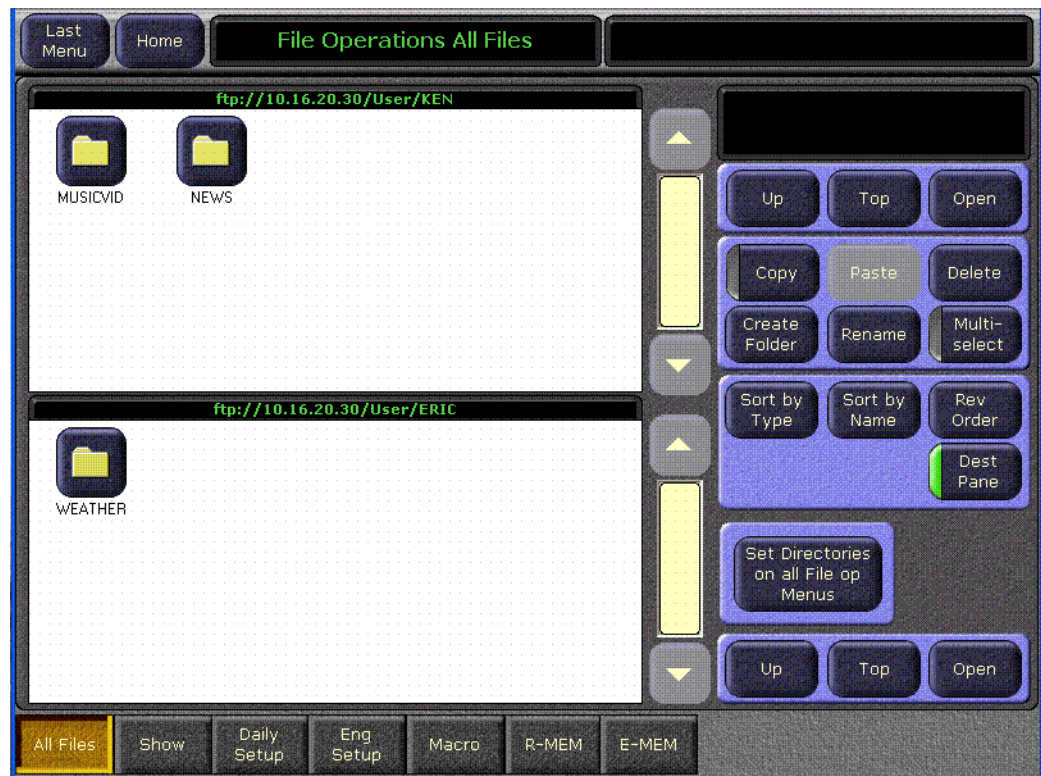 Last
Menu
Home
File Operations All Files
ftp://10.16.20.30/User/KEN
MUSICVID
NEWS
Up
Top
Open
Copy
Paste
Delete
Create
Folder
Rename
Multi-
select
ftp://10.16.20.30/User/ERIC
WEATHER
Sort by
Type
Sort by
Name
Rev
Order
Dest
Pane
Set Directories
on all File op
Menus
Up
Top
Open
All Files
Show
Daily
Setup
Eng
Setup
Macro
R-MEM
E-MEM